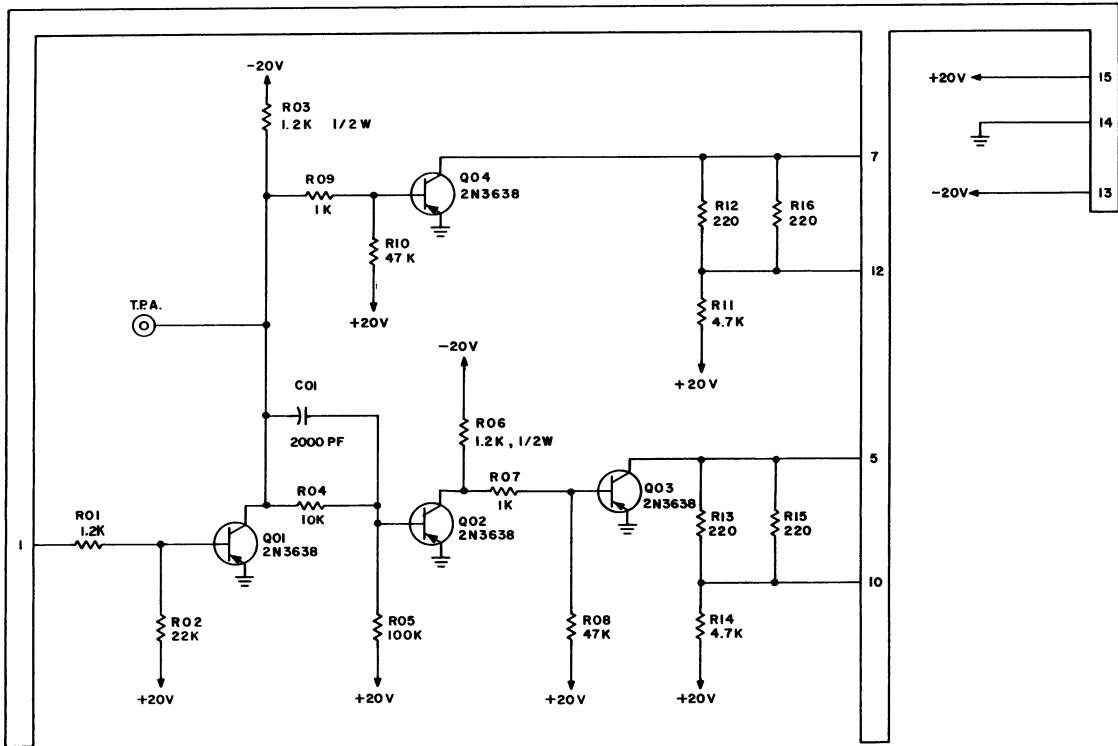 -20V
R03
1.2K 1/2W
R09
1K
Q04
2N3638
R10
47K
+20V
T.P.A.
C01
2000 PF
-20V
R06
1.2K, 1/2W
R04
10K
R07
1K
Q02
2N3638
Q03
2N3638
R01
1.2K
1
Q01
2N3638
R02
22K
+20V
R05
100K
+20V
R08
47K
+20V
R12
220
R16
220
R11
4.7K
+20V
R13
220
R15
220
R14
4.7K
+20V
7
12
5
10
+20V
15
14
-20V
13